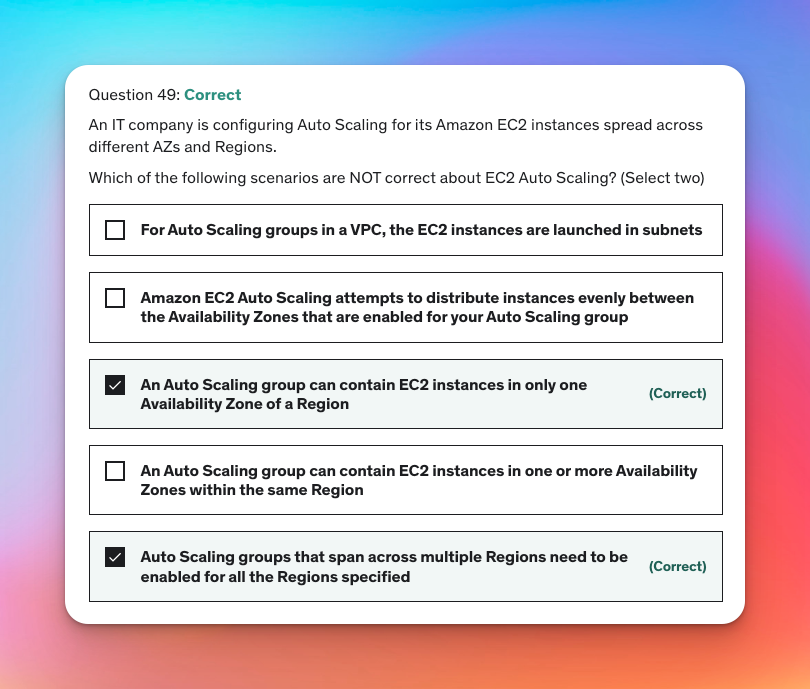 Question 49: Correct
An IT company is configuring Auto Scaling for its Amazon EC2 instances spread across
different AZs and Regions.
Which of the following scenarios are NOT correct about EC2 Auto Scaling? (Select two)
For Auto Scaling groups in a VPC, the EC2 instances are launched in subnets
Amazon EC2 Auto Scaling attempts to distribute instances evenly between
the Availability Zones that are enabled for your Auto Scaling group
An Auto Scaling group can contain EC2 instances in only one
Availability Zone of a Region
(Correct)
An Auto Scaling group can contain EC2 instances in one or more Availability
Zones within the same Region
Auto Scaling groups that span across multiple Regions need to be
enabled for all the Regions specified
(Correct)